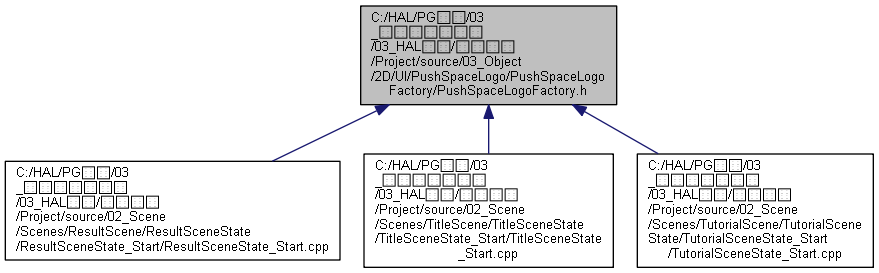 C:/HAL/PG□□/03
_□□□□□□□
/03_HAL□□/□□□□
/Project/source/03_Object
/2D/UI/PushSpaceLogo/PushSpaceLogo
Factory/PushSpaceLogoFactory.h
C:/HAL/PG□□/03
_□□□□□□□
/03_HAL□□/□□□□
/Project/source/02_Scene
/Scenes/ResultScene/ResultSceneState
/ResultSceneState_Start/ResultSceneState_Start.cpp
C:/HAL/PG□□/03
_□□□□□□□
/03_HAL□□/□□□□
/Project/source/02_Scene
/Scenes/TitleScene/TitleSceneState
/TitleSceneState_Start/TitleSceneState
_Start.cpp
C:/HAL/PG□□/03
_□□□□□□□
/03_HAL□□/□□□□
/Project/source/02_Scene
/Scenes/TutorialScene/TutorialScene
State/TutorialSceneState_Start
/TutorialSceneState_Start.cpp